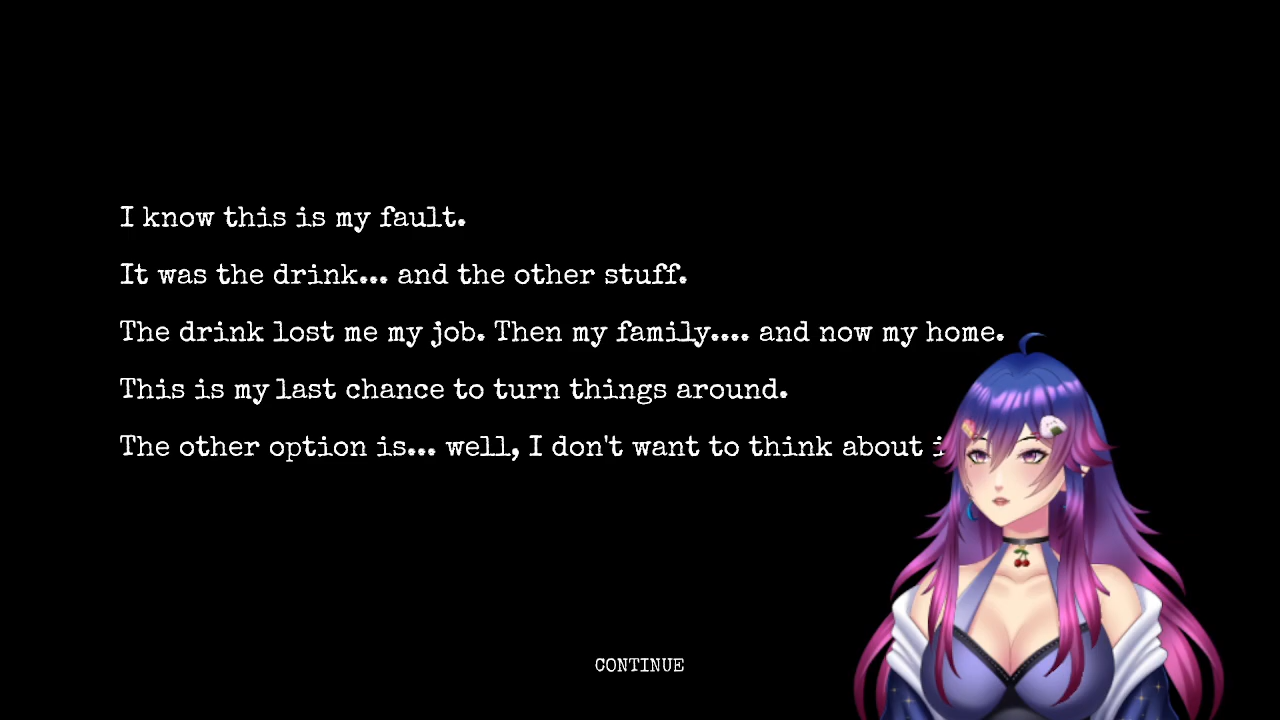 I know this is my fault.
It was the drink... and the other stuff.
The drink lost me my job. Then my family.... and now my home.
This is my last chance to turn things around.
The other option is... well, I don't want to think about
CONTINUE